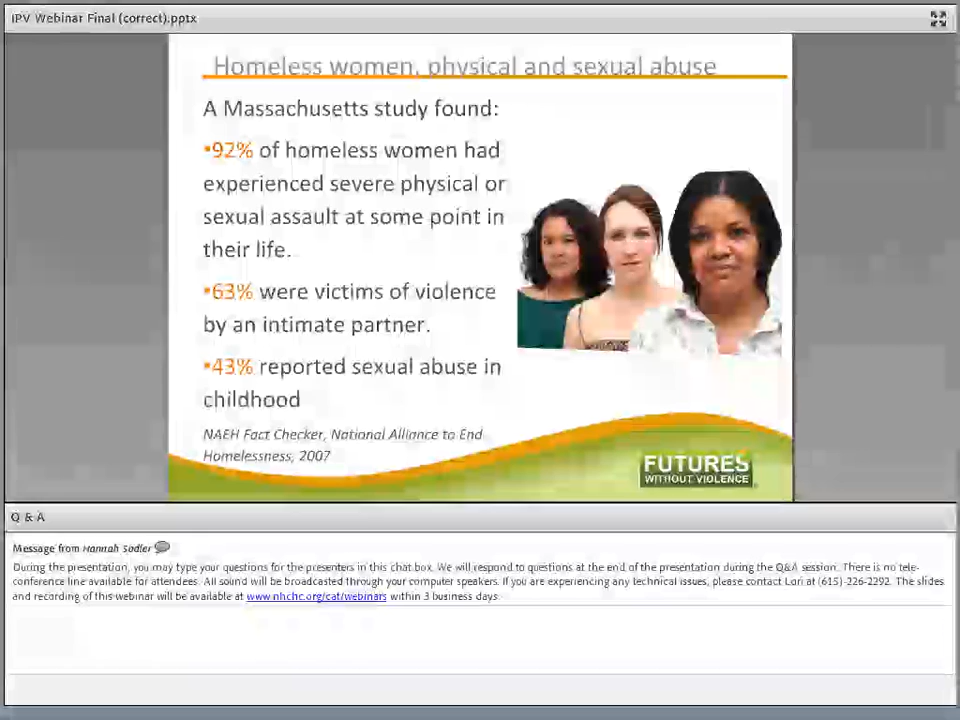 IPV Webinar Final (correct).pptx
Homeless women, physical and sexual abuse
A Massachusetts study found:
•92% of homeless women had
experienced severe physical or
sexual assault at some point in
their life.
•63% were victims of violence
by an intimate partner.
•43% reported sexual abuse in
childhood
NAEH Fact Checker, National Alliance to End
Homelessness, 2007
FUTURES
WITHOUT VIOLENCE
Q & A
Message from Hannah Sadler
During the presentation, you may type your questions for the presenters in this chat box. We will respond to questions at the end of the presentation during the Q&A session. There is no tele-
conference line available for attendees. All sound will be broadcasted through your computer speakers. If you are experiencing any technical issues, please contact Lori at (615)-226-2292. The slides
and recording of this webinar will be available at www.nhchc.org/cat/webinars within 3 business days.